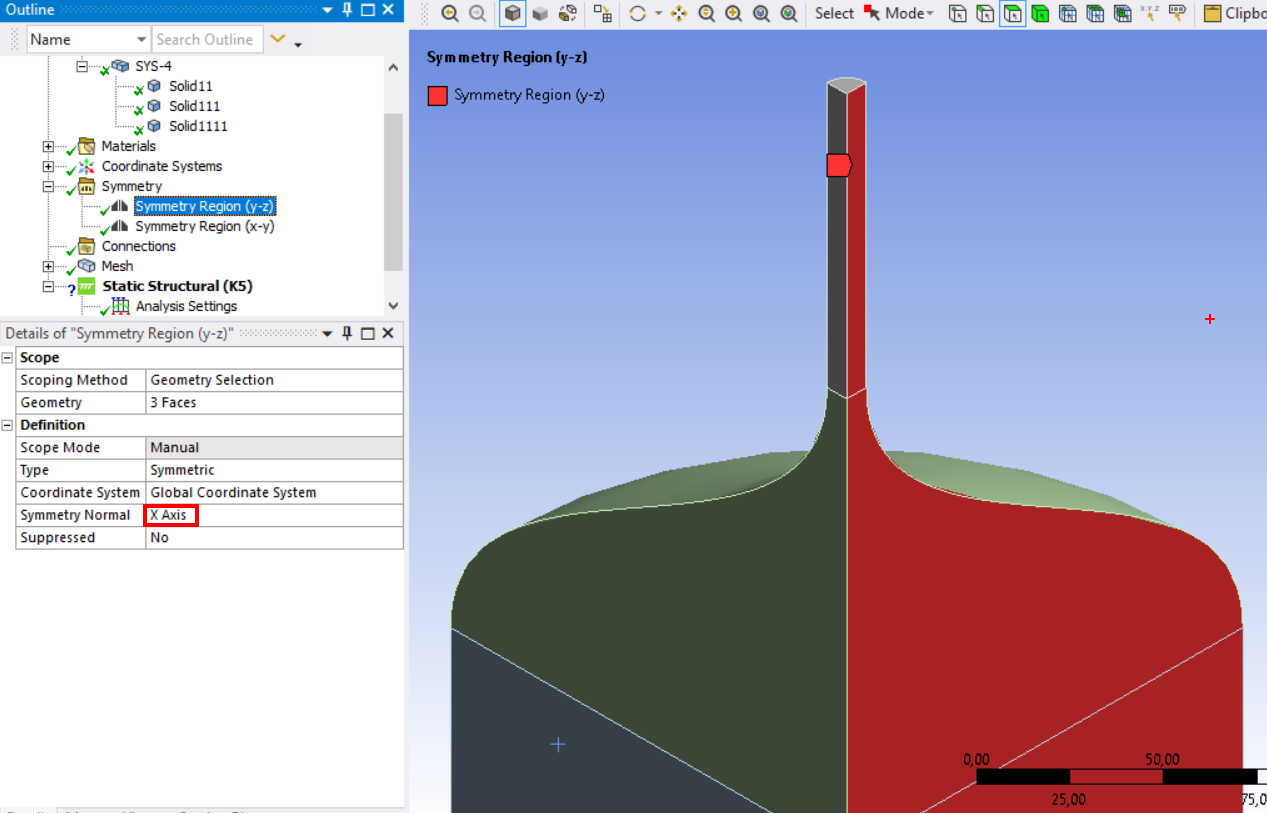 Outline
Name Search Outline
SYS-4
Solid11
Solid111
Solid1111
Materials
Coordinate Systems
Symmetry
Symmetry Region (y-z)
Symmetry Region (x-y)
Connections
Mesh
Static Structural (K5)
Analysis Settings
Details of "Symmetry Region (y-z)"
Scope
Scoping Method Geometry Selection
Geometry 3 Faces
Definition
Scope Mode Manual
Type Symmetric
Coordinate System Global Coordinate System
Symmetry Normal X Axis
Suppressed No
Select Mode Clipbo
Symmetry Region (y-z)
Symmetry Region (y-z)
0,00 50,00
25,00 75,0